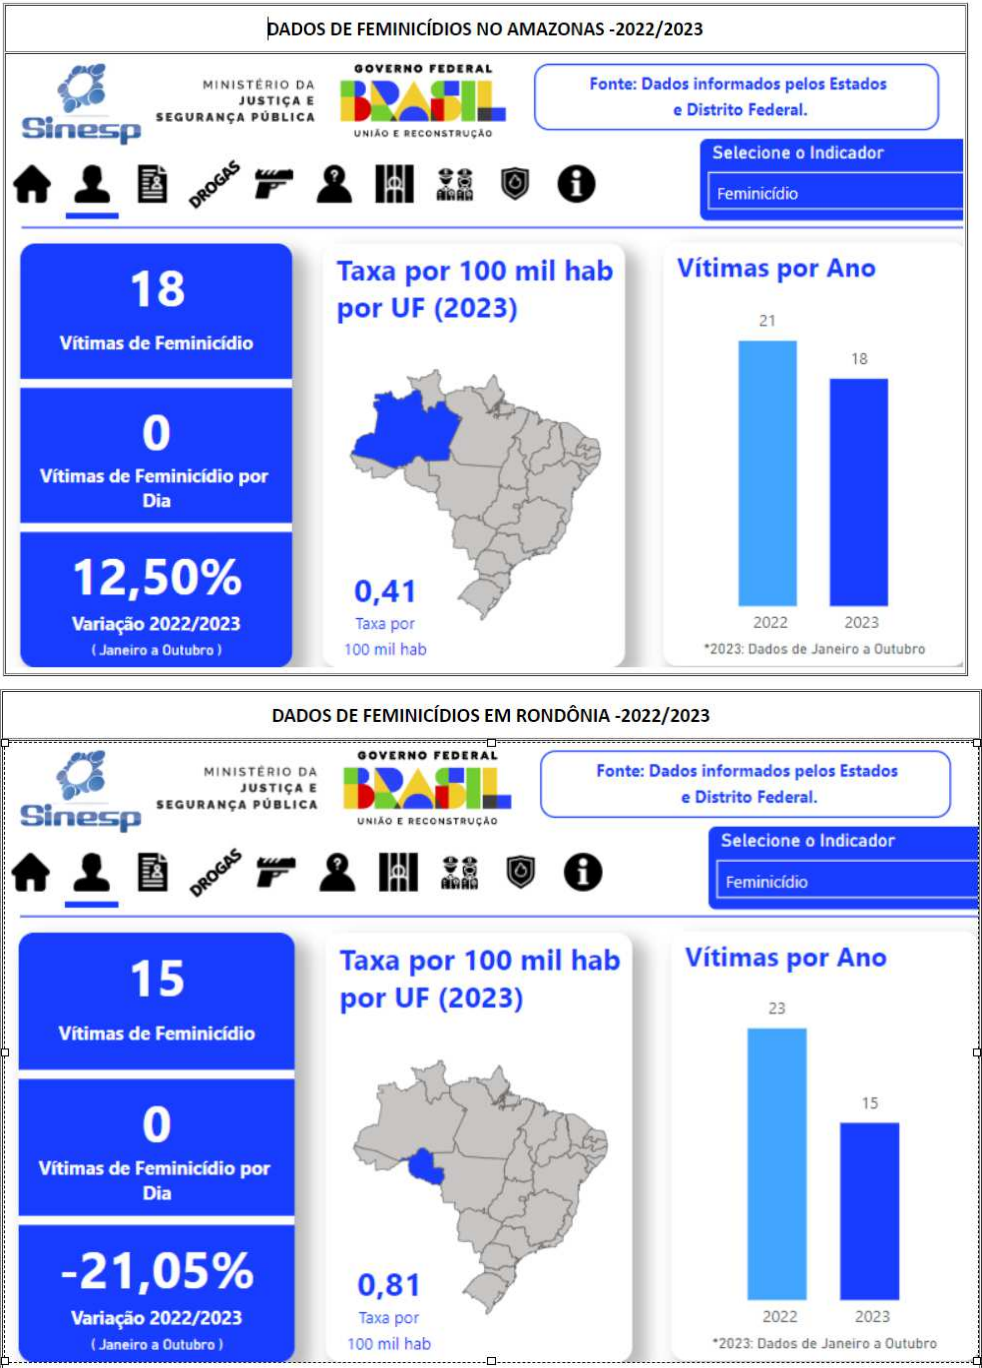 DADOS DE FEMINICÍDIOS NO AMAZONAS -2022/2023
Sinesp
MINISTÉRIO DA
JUSTIÇA E
SEGURANÇA PÚBLICA
GOVERNO FEDERAL
BRASIL
UNIÃO E RECONSTRUÇÃO
Fonte: Dados informados pelos Estados
e Distrito Federal.
DROGAS
Selecione o Indicador
Feminicídio
18
Vítimas de Feminicídio
0
Vítimas de Feminicídio por
Dia
12,50%
Variação 2022/2023
( Janeiro a Outubro )
Taxa por 100 mil hab
por UF (2023)
0,41
Taxa por
100 mil hab
Vítimas por Ano
21
18
2022
2023
*2023: Dados de Janeiro a Outubro
DADOS DE FEMINICÍDIOS EM RONDÔNIA -2022/2023
Sinesp
MINISTÉRIO DA
JUSTIÇA E
SEGURANÇA PÚBLICA
GOVERNO FEDERAL
BRASIL
UNIÃO E RECONSTRUÇÃO
Fonte: Dados informados pelos Estados
e Distrito Federal.
DROGAS
Selecione o Indicador
Feminicídio
15
Vítimas de Feminicídio
0
Vítimas de Feminicídio por
Dia
-21,05%
Variação 2022/2023
( Janeiro a Outubro )
Taxa por 100 mil hab
por UF (2023)
0,81
Taxa por
100 mil hab
Vítimas por Ano
23
15
2022
2023
*2023: Dados de Janeiro a Outubro